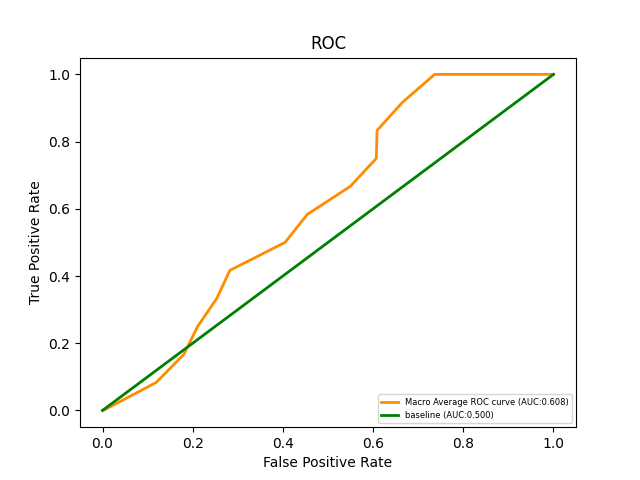 ROC
True Positive Rate
1.0
0.8
0.6
0.4
0.2
0.0
Macro Average ROC curve (AUC:0.608)
baseline (AUC:0.500)
0.0 0.2 0.4 0.6 0.8 1.0
False Positive Rate